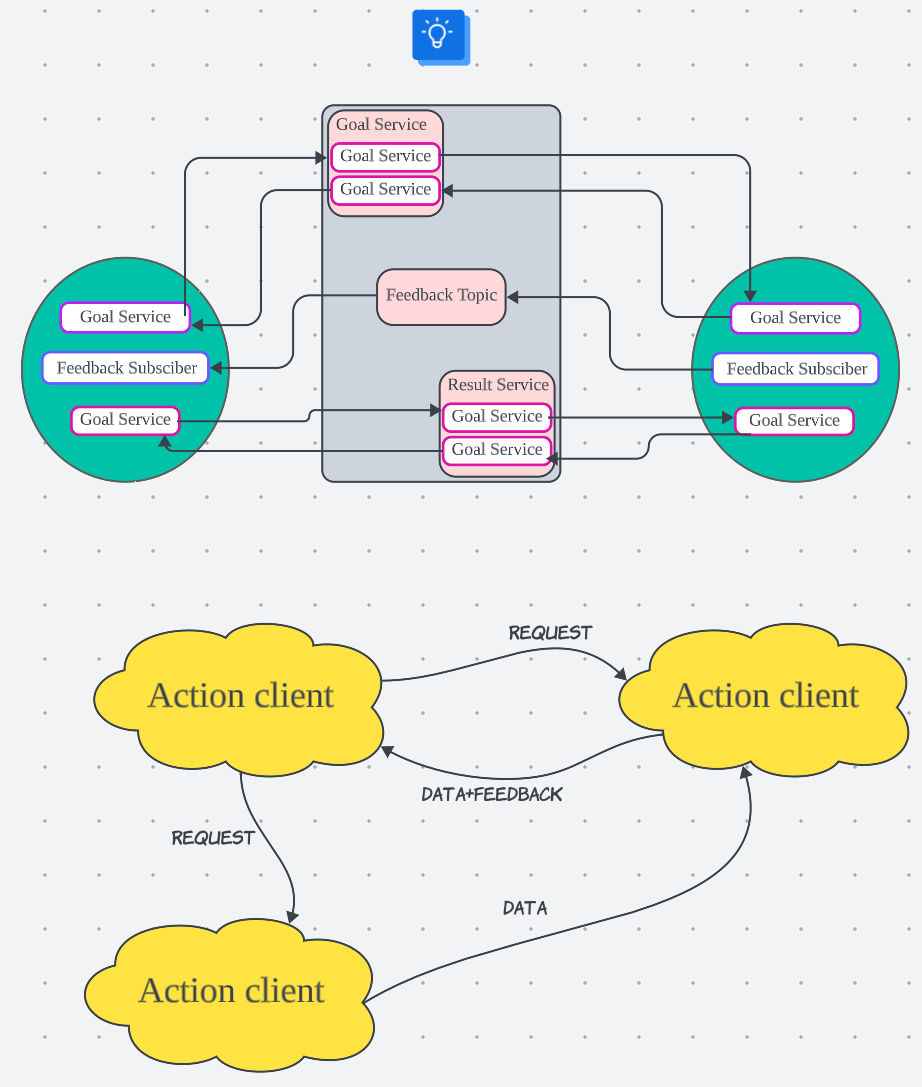 Goal Service
Goal Service
Goal Service
Feedback Topic
Goal Service
Feedback Subsciber
Goal Service
Result Service
Goal Service
Goal Service
Goal Service
Feedback Subsciber
Goal Service
REQUEST
Action client
Action client
DATA+FEEDBACK
REQUEST
DATA
Action client